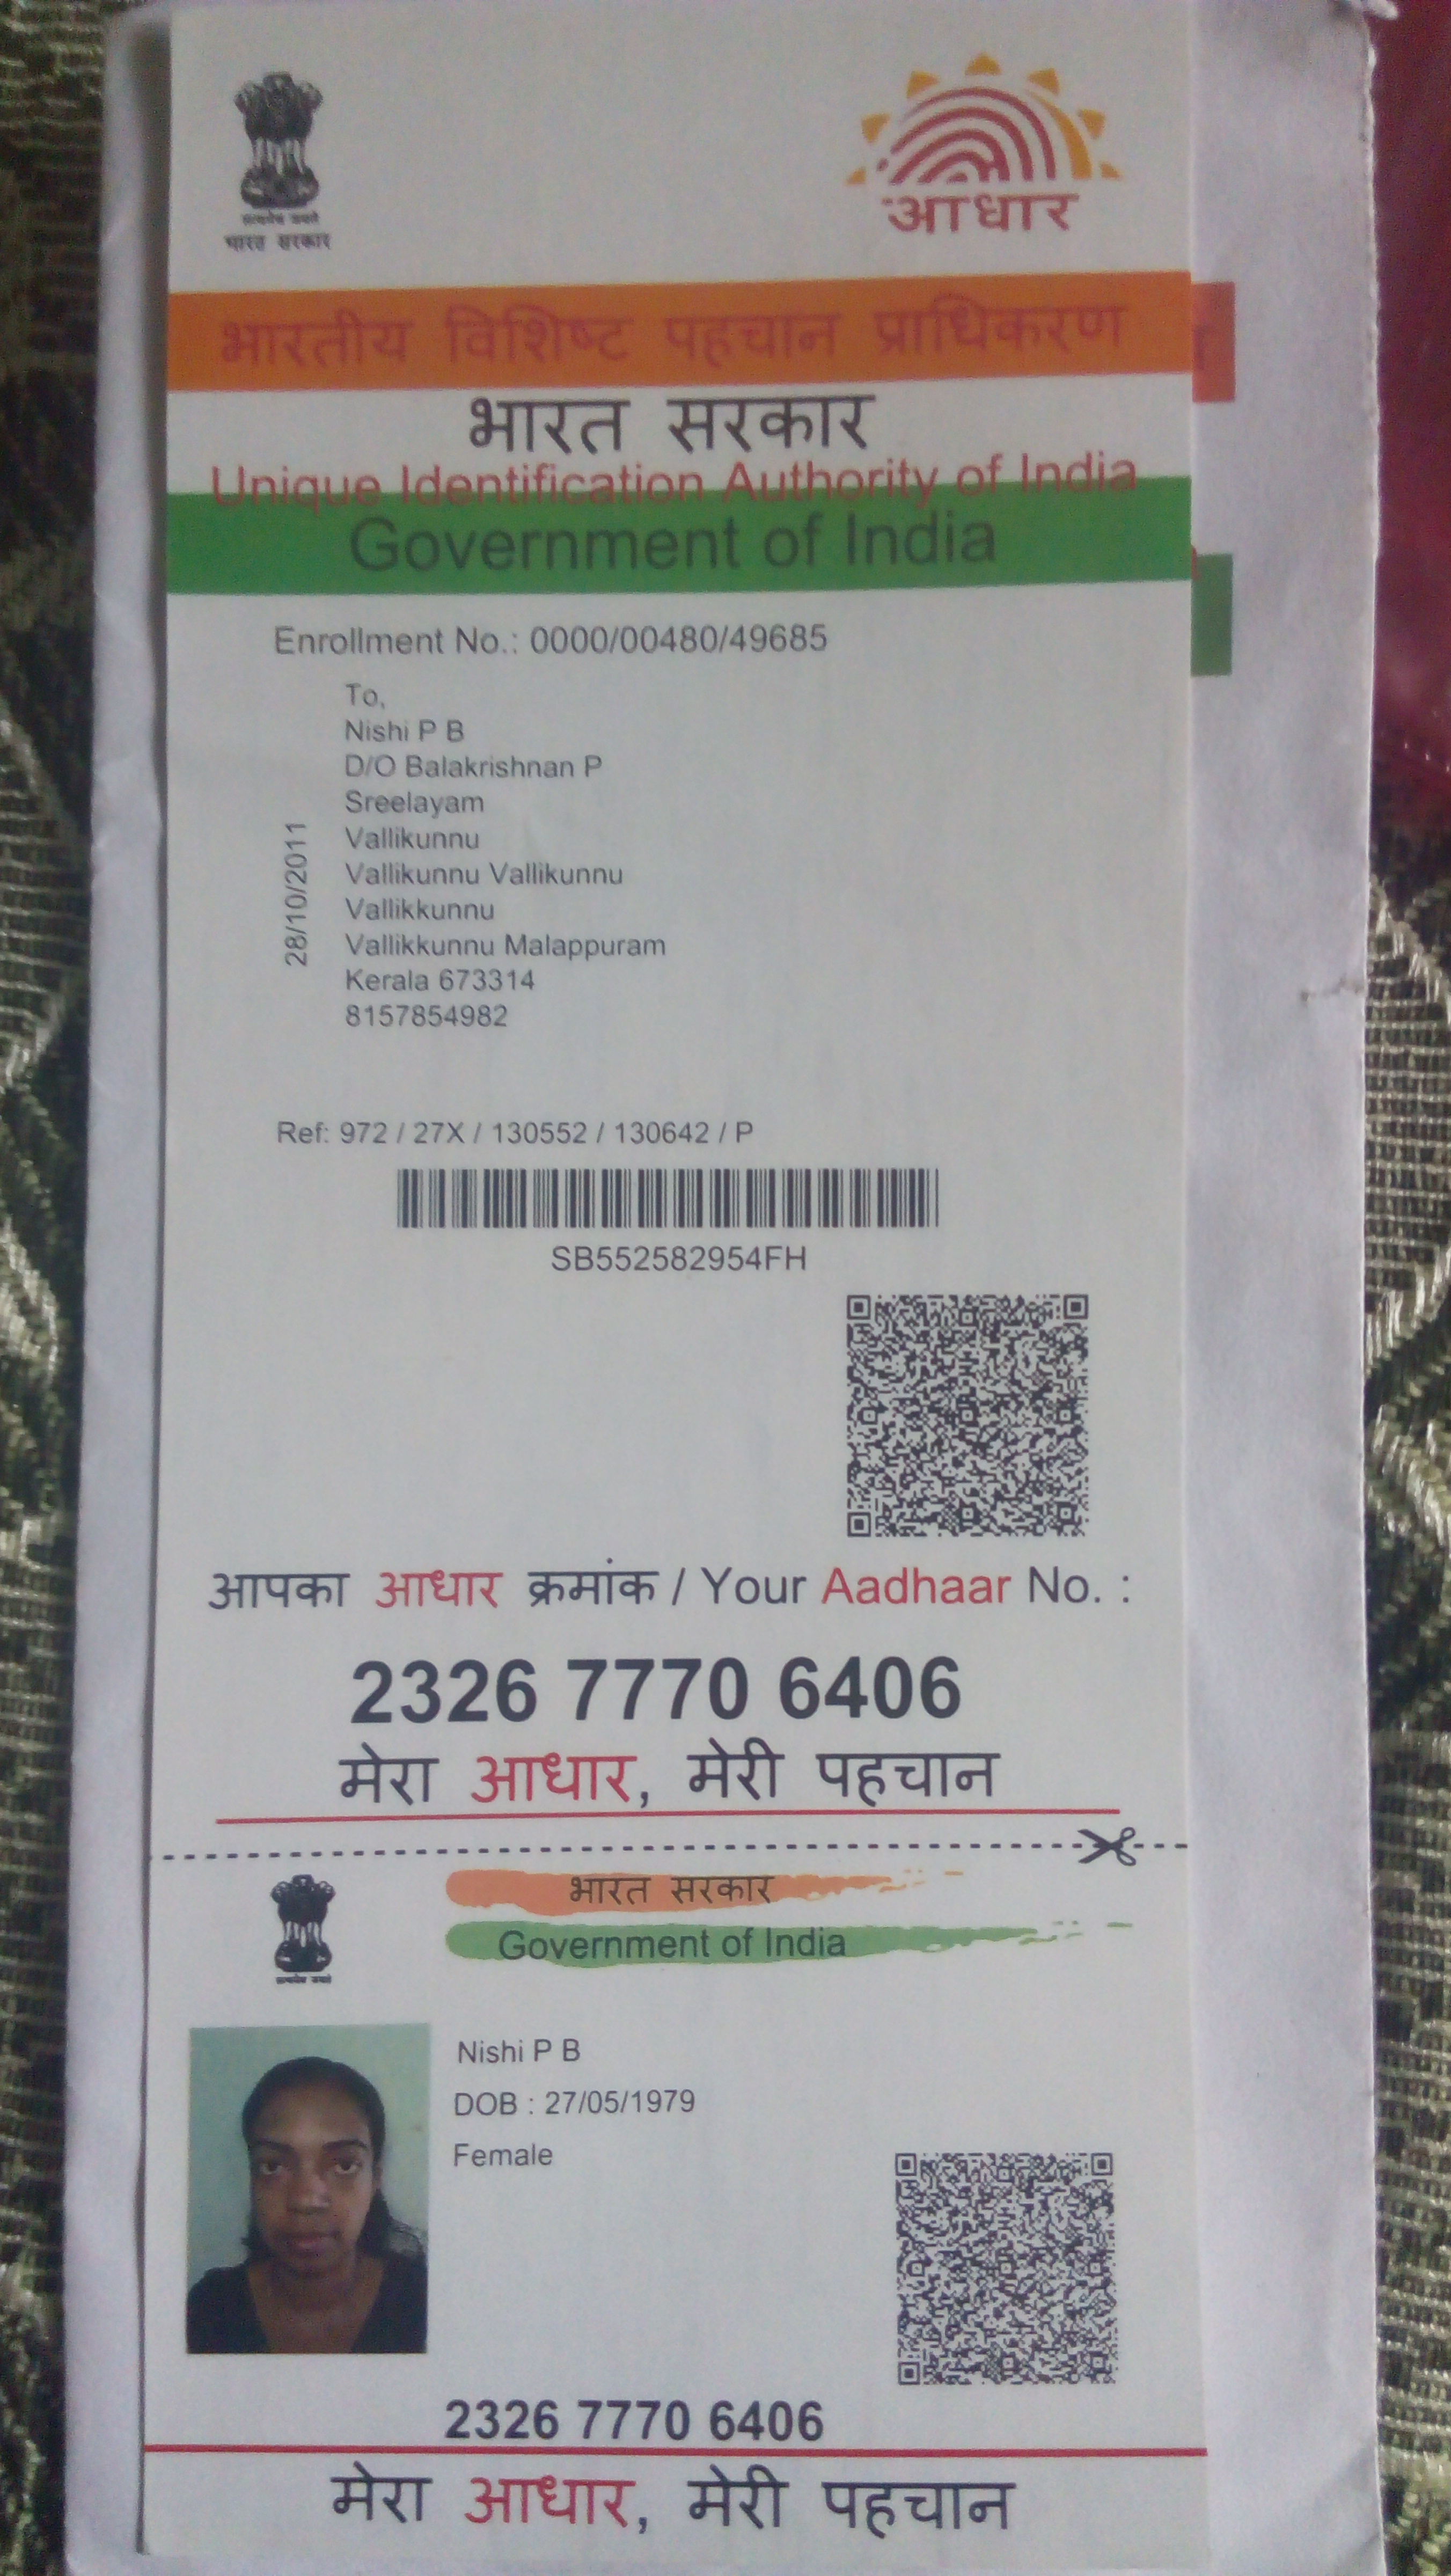 सत्यमेव जयते
भारत सरकार
आधार
भारतीय विशिष्ट पहचान प्राधिकरण
भारत सरकार
Unique Identification Authority of India
Government of India
Enrollment No.: 0000/00480/49685
28/10/2011
To,
Nishi P B
D/O Balakrishnan P
Sreelayam
Vallikunnu
Vallikunnu Vallikunnu
Vallikkunnu
Vallikkunnu Malappuram
Kerala 673314
8157854982
Ref: 972 / 27X / 130552 / 130642 / P
SB552582954FH
आपका आधार क्रमांक / Your Aadhaar No. :
2326 7770 6406
मेरा आधार, मेरी पहचान
भारत सरकार
Government of India
सत्यमेव जयते
Nishi P B
DOB : 27/05/1979
Female
2326 7770 6406
मेरा आधार, मेरी पहचान